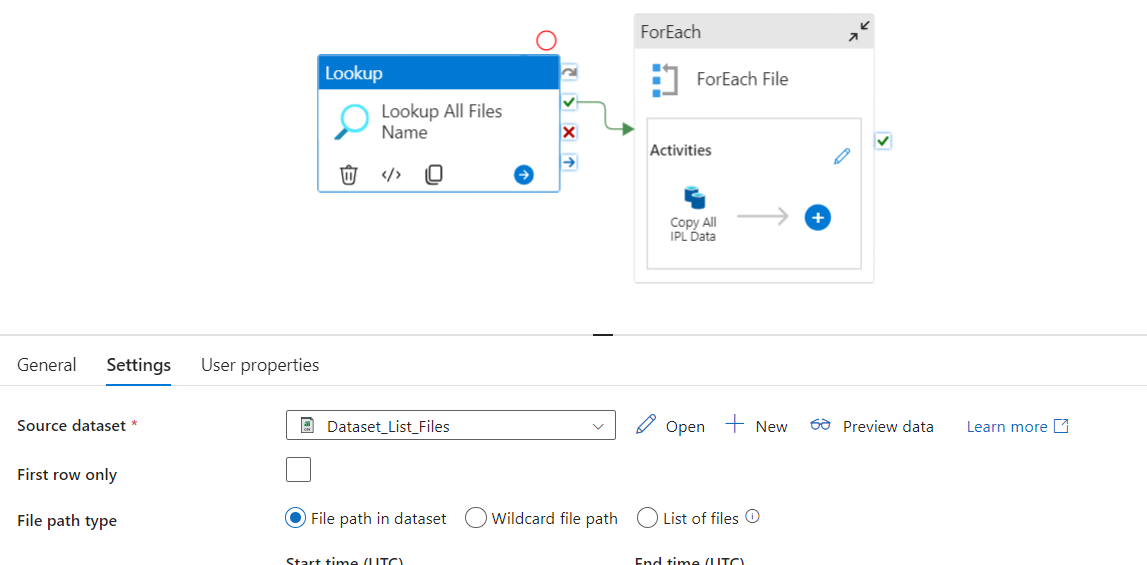 Lookup
Lookup All Files
Name
</>
ForEach
ForEach File
Activities
Copy All
IPL Data
General
Settings
User properties
Source dataset *
Dataset_List_Files
Open
New
Preview data
Learn more
First row only
File path type
File path in dataset
Wildcard file path
List of files
Start time (UTC)
End time (UTC)